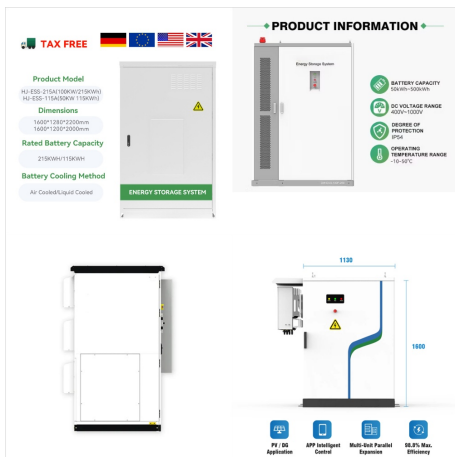 TAX FREE
Product Model
HJ-ESS-215A(100KW/215KWh)
HJ-ESS-115A(50KW 115KWh)
Dimensions
1600*1280*2200mm
1600*1200*2000mm
Rated Battery Capacity
215KWH/115KWH
Battery Cooling Method
Air Cooled/Liquid Cooled
ENERGY STORAGE SYSTEM
PRODUCT INFORMATION
Energy Storage System
BATTERY CAPACITY
50kWh~500kWh
DC VOLTAGE RANGE
400V~1000V
DEGREE OF
PROTECTION
IP54
OPERATING
TEMPERATURE RANGE
-10~50°C
1130
1600
PV / DG
Application
APP Intelligent
Control
Multi-Unit Parallel
Expansion
98.8% Max.
Efficiency